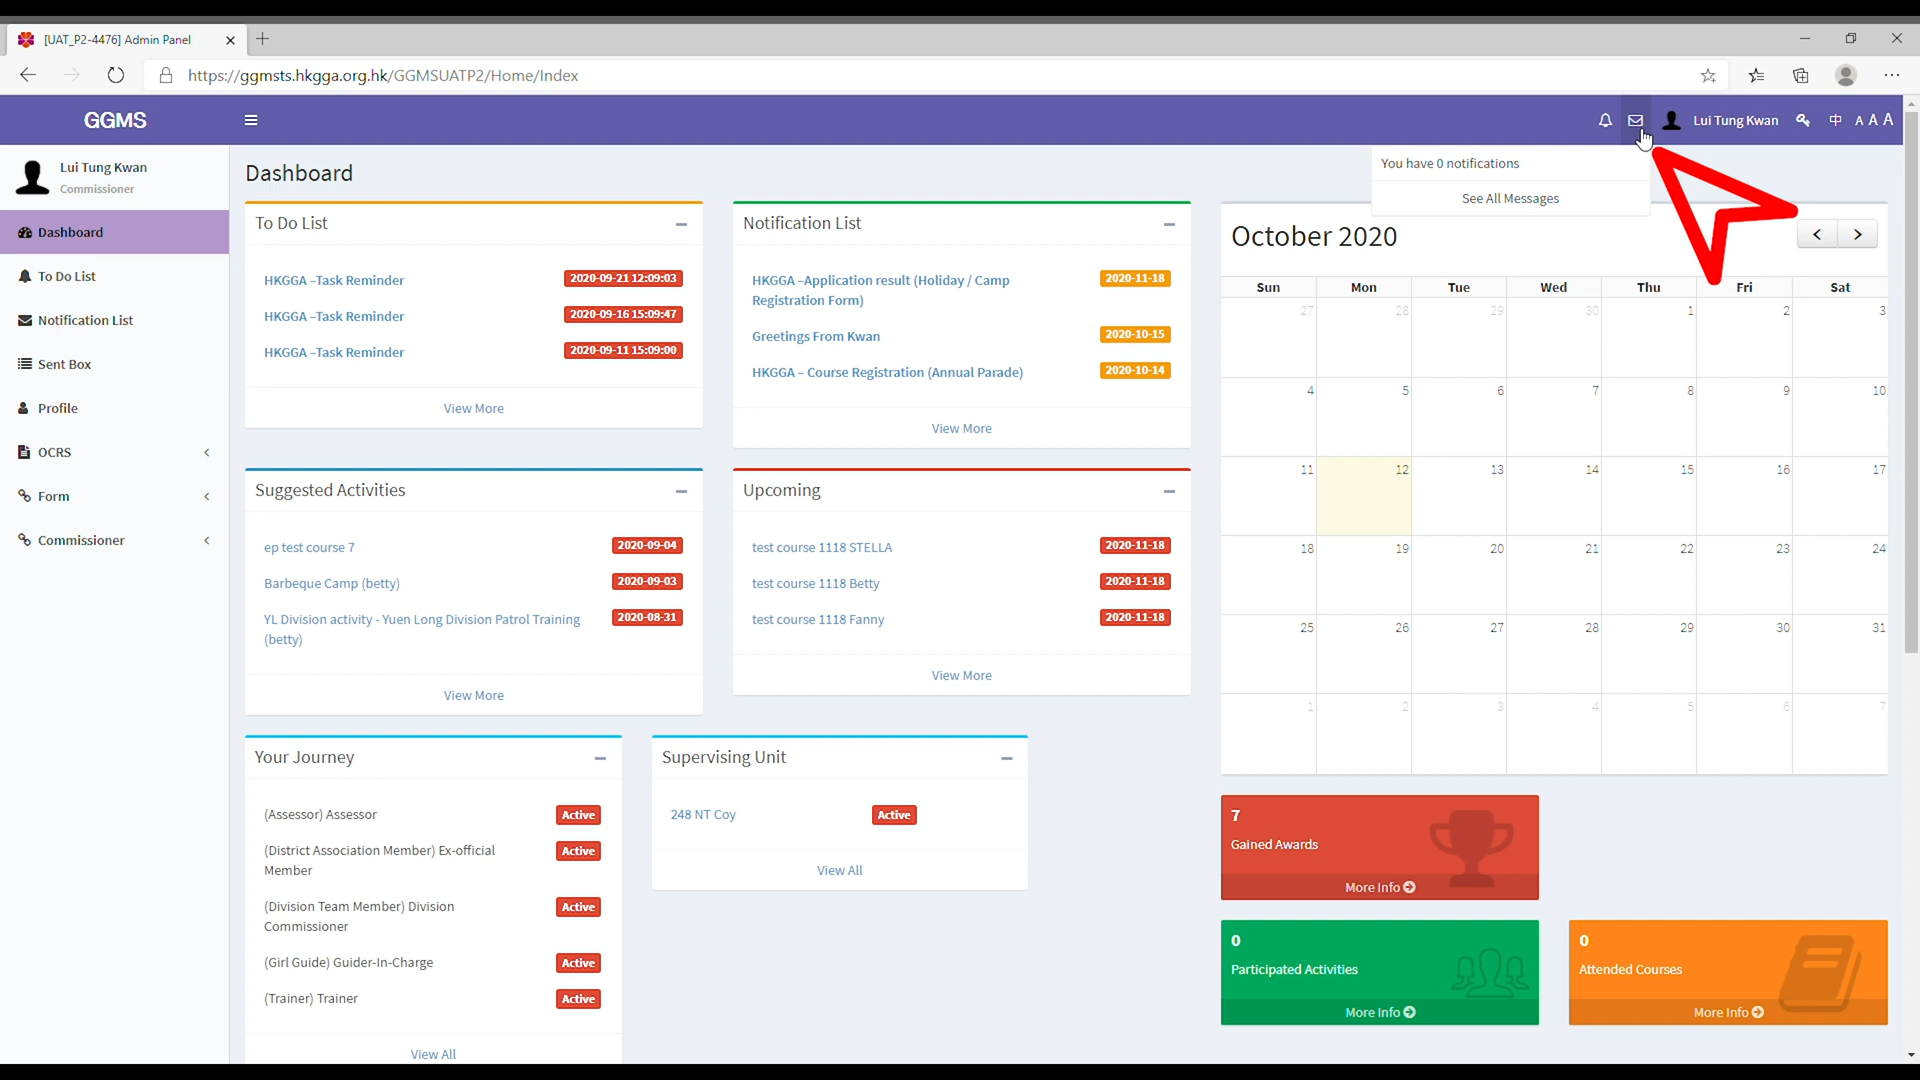 [UAT_P2-4476] Admin Panel
https://ggmsts.hkgga.org.hk/GGMSUATP2/Home/Index
GGMS
Lui Tung Kwan
中
A A A
Lui Tung Kwan
Commissioner
Dashboard
To Do List
Notification List
Sent Box
Profile
OCRS
Form
Commissioner
Dashboard
You have 0 notifications
See All Messages
To Do List
HKGGA –Task Reminder 2020-09-21 12:09:03
HKGGA –Task Reminder 2020-09-16 15:09:47
HKGGA –Task Reminder 2020-09-11 15:09:00
View More
Notification List
HKGGA –Application result (Holiday / Camp 2020-11-18
Registration Form)
Greetings From Kwan 2020-10-15
HKGGA – Course Registration (Annual Parade) 2020-10-14
View More
Suggested Activities
ep test course 7 2020-09-04
Barbeque Camp (betty) 2020-09-03
YL Division activity - Yuen Long Division Patrol Training 2020-08-31
(betty)
View More
Upcoming
test course 1118 STELLA 2020-11-18
test course 1118 Betty 2020-11-18
test course 1118 Fanny 2020-11-18
View More
October 2020
Sun Mon Tue Wed Thu Fri Sat
27 28 29 30 1 2 3
4 5 6 7 8 9 10
11 12 13 14 15 16 17
18 19 20 21 22 23 24
25 26 27 28 29 30 31
1 2 3 4 5 6 7
Your Journey
(Assessor) Assessor Active
(District Association Member) Ex-official Active
Member
(Division Team Member) Division Active
Commissioner
(Girl Guide) Guider-In-Charge Active
(Trainer) Trainer Active
View All
Supervising Unit
248 NT Coy Active
View All
7
Gained Awards
More Info
0
Participated Activities
More Info
0
Attended Courses
More Info